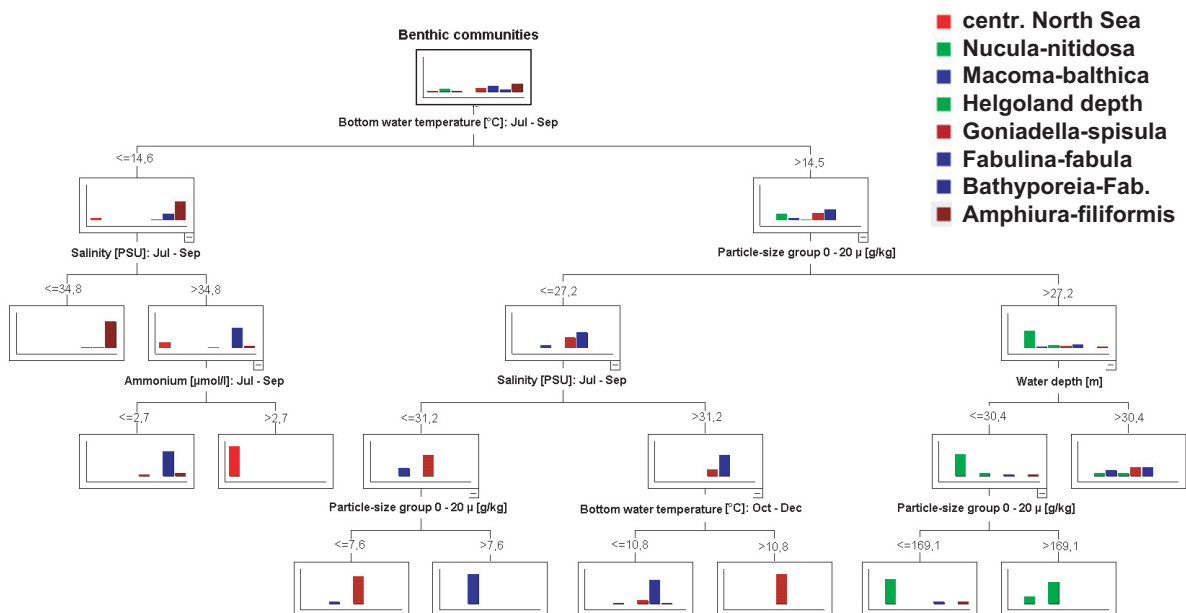 Benthic communities
centr. North Sea
Nucula-nitidosa
Macoma-balthica
Helgoland depth
Goniadella-spisula
Fabulina-fabula
Bathyporeia-Fab.
Amphiura-filiformis
Bottom water temperature [°C]: Jul - Sep
<=14,6
>14,5
Salinity [PSU]: Jul - Sep
Particle-size group 0 - 20 µ [g/kg]
<=34,8
>34,8
<=27,2
>27,2
Ammonium [µmol/l]: Jul - Sep
Salinity [PSU]: Jul - Sep
Water depth [m]
<=2,7
>2,7
<=31,2
>31,2
<=30,4
>30,4
Particle-size group 0 - 20 µ [g/kg]
Bottom water temperature [°C]: Oct - Dec
Particle-size group 0 - 20 µ [g/kg]
<=7,6
>7,6
<=10,8
>10,8
<=169,1
>169,1